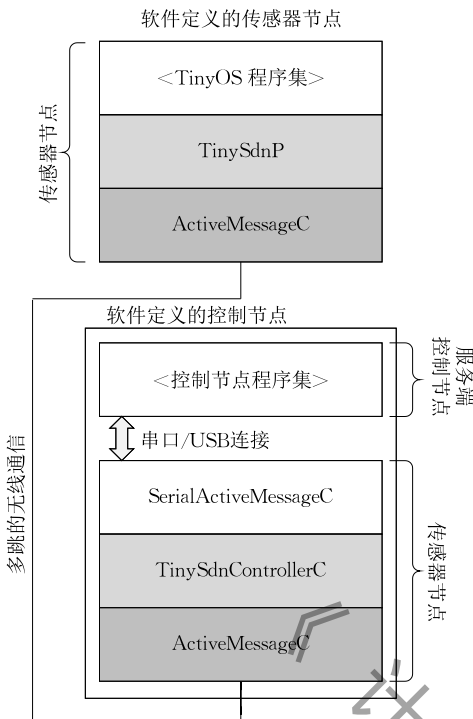 软件定义的传感器节点
<TinyOS 程序集>
TinySdnP
ActiveMessageC
传感器节点
软件定义的控制节点
<控制节点程序集>
服务端
控制节点
串口/USB连接
SerialActiveMessageC
TinySdnControllerC
ActiveMessageC
传感器节点
多跳的无线通信
《
计